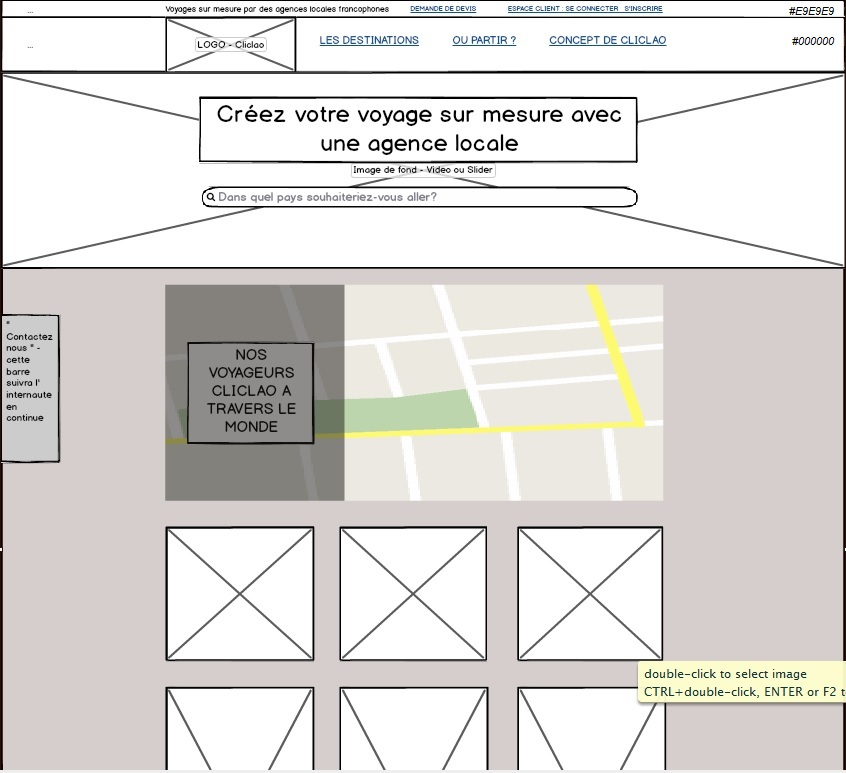 ... Voyages sur mesure par des agences locales francophones DEMANDE DE DEVIS ESPACE CLIENT : SE CONNECTER S'INSCRIRE #E9E9E9
... LOGO - Cliclao LES DESTINATIONS OU PARTIR ? CONCEPT DE CLICLAO #000000
Créez votre voyage sur mesure avec
une agence locale
Image de fond - Video ou Slider
Dans quel pays souhaiteriez-vous aller?
"
Contactez
nous " -
cette
barre
suivra l'
internaute
en
continue
NOS
VOYAGEURS
CLICLAO A
TRAVERS LE
MONDE
double-click to select image
CTRL+double-click, ENTER or F2 t